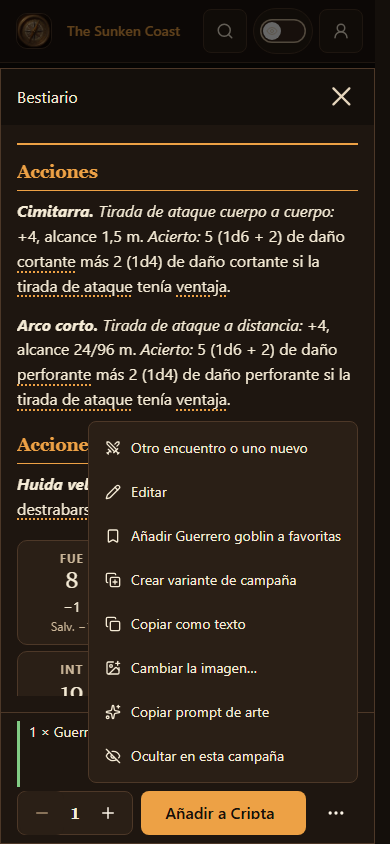 The Sunken Coast
Bestiario
Acciones
Cimitarra. Tirada de ataque cuerpo a cuerpo:
+4, alcance 1,5 m. Acierto: 5 (1d6 + 2) de daño
cortante más 2 (1d4) de daño cortante si la
tirada de ataque tenía ventaja.
Arco corto. Tirada de ataque a distancia: +4,
alcance 24/96 m. Acierto: 5 (1d6 + 2) de daño
perforante más 2 (1d4) de daño perforante si la
tirada de ataque tenía ventaja.
Huida
FUE
8
−1
Salv.
INT
10
Otro encuentro o uno nuevo
Editar
Añadir Guerrero goblin a favoritas
Crear variante de campaña
Copiar como texto
Cambiar la imagen...
Copiar prompt de arte
Ocultar en esta campaña
1 ×
− 1 +
Añadir a Cripta